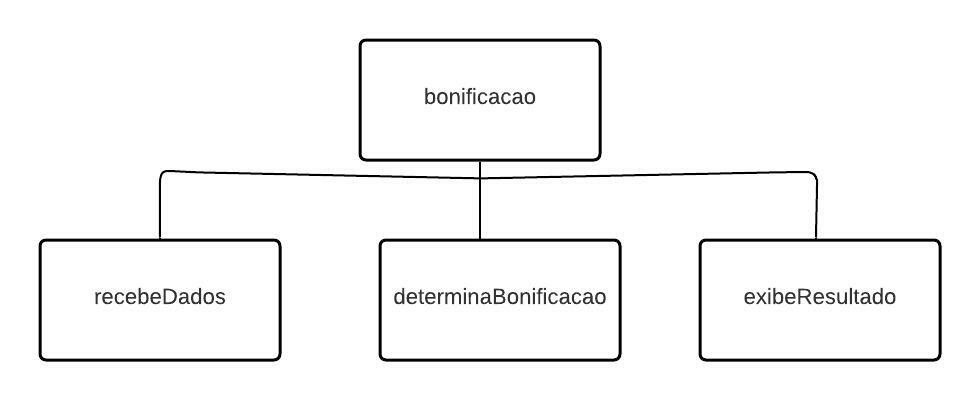 bonificacao
recebeDados
determinaBonificacao
exibeResultado